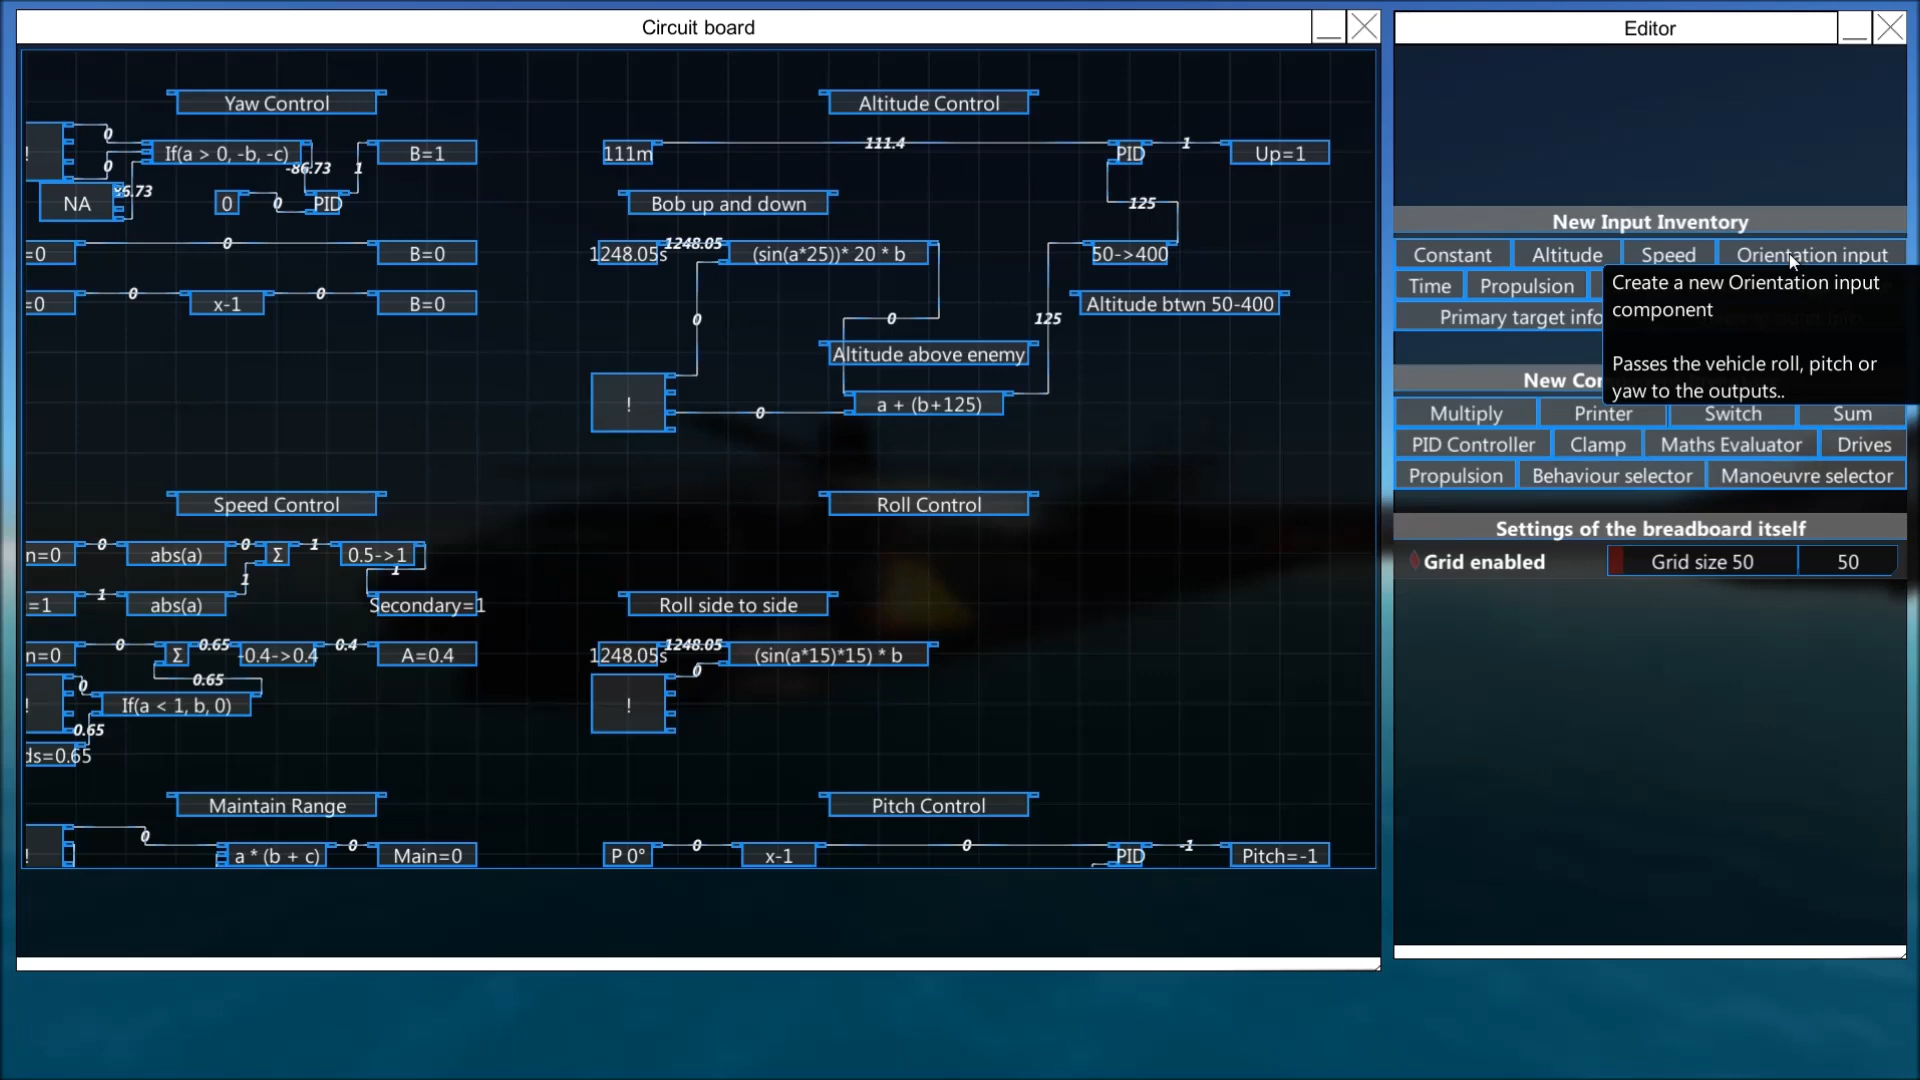 Circuit board
Editor
Yaw Control
Altitude Control
!
0
0
If(a > 0, -b, -c)
-86.73
1
B=1
NA
0
0
PID
111m
111.4
PID
1
Up=1
Bob up and down
125
=0
0
B=0
1248.05s
1248.05
(sin(a*25))* 20 * b
50->400
=0
0
x-1
0
B=0
0
0
125
Altitude btwn 50-400
Altitude above enemy
!
0
a + (b+125)
Speed Control
Roll Control
n=0
0
abs(a)
0
Σ
1
0.5->1
1
=1
1
abs(a)
1
Secondary=1
Roll side to side
n=0
0
Σ
0.65
-0.4->0.4
0.4
A=0.4
1248.05s
1248.05
(sin(a*15)*15) * b
0
!
0
If(a < 1, b, 0)
0.65
!
0.65
ds=0.65
Maintain Range
Pitch Control
!
0
a * (b + c)
0
Main=0
P 0°
0
x-1
0
PID
-1
Pitch=-1
New Input Inventory
Constant
Altitude
Speed
Orientation input
Time
Propulsion
Primary target info
Create a new Orientation input
component
Passes the vehicle roll, pitch or
yaw to the outputs..
New Co
Multiply
Printer
Switch
Sum
PID Controller
Clamp
Maths Evaluator
Drives
Propulsion
Behaviour selector
Manoeuvre selector
Settings of the breadboard itself
Grid enabled
Grid size 50
50